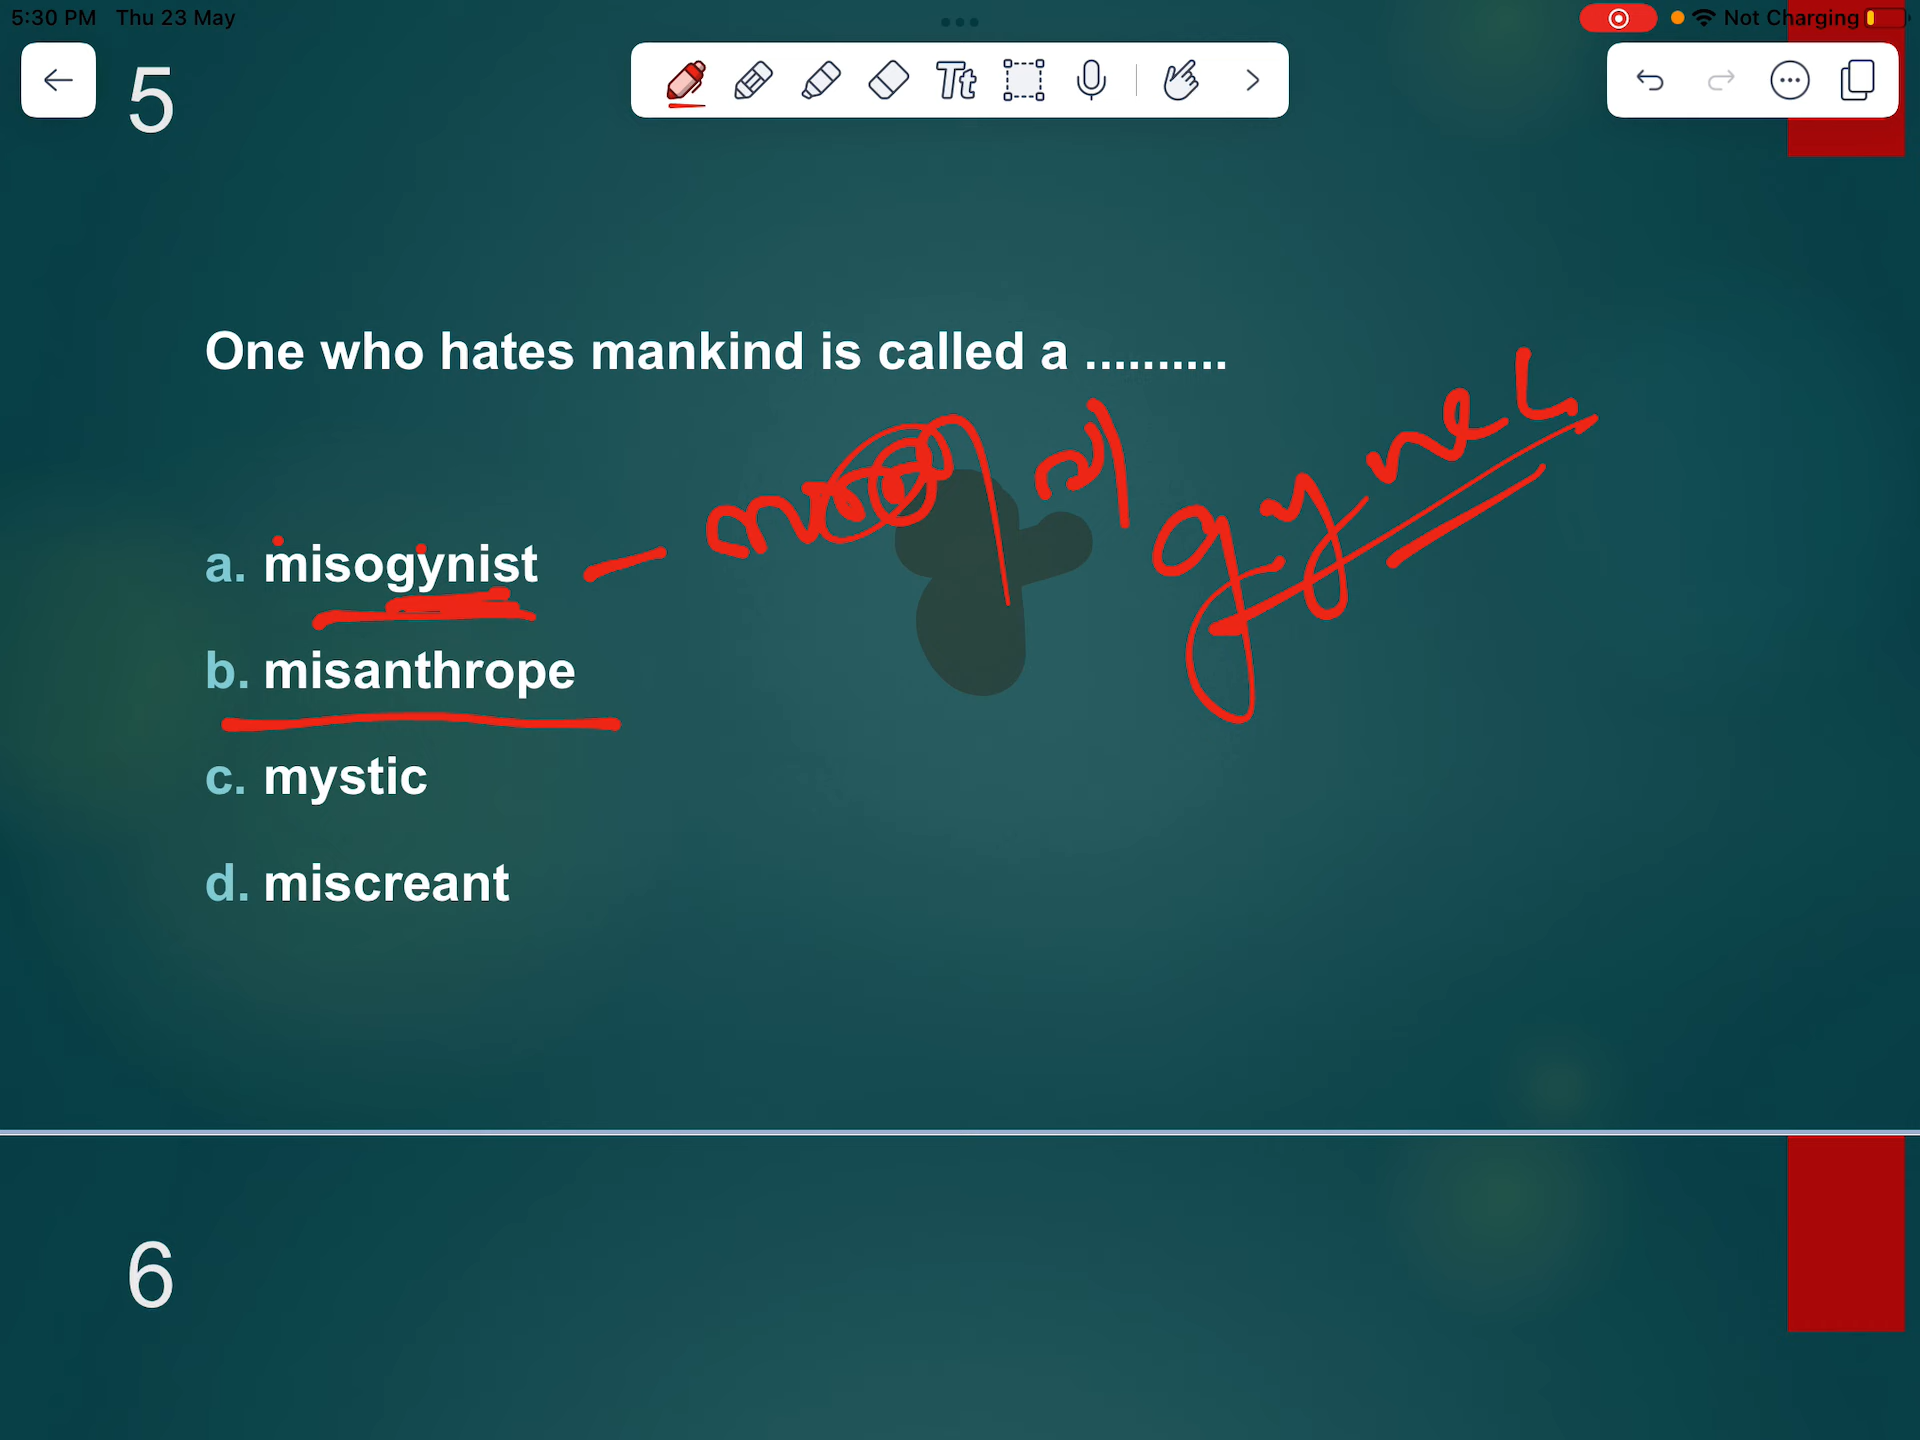 5:30 PM Thu 23 May
Not Charging
5
Tt
One who hates mankind is called a ..........
a. misogynist
b. misanthrope
c. mystic
d. miscreant
6